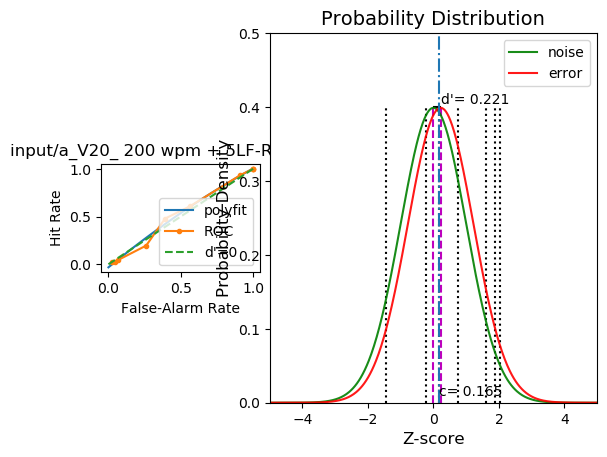 Probability Distribution
input/a_V20_ 200 wpm + 5LF-R
1.0
0.5
0.0
0.0
0.5
1.0
Hit Rate
False-Alarm Rate
polyfit
ROC
0.5
0.4
0.3
0.2
0.1
0.0
Probability Density
noise
error
d'= 0.221
c= 0.165
−4
−2
0
2
4
Z-score